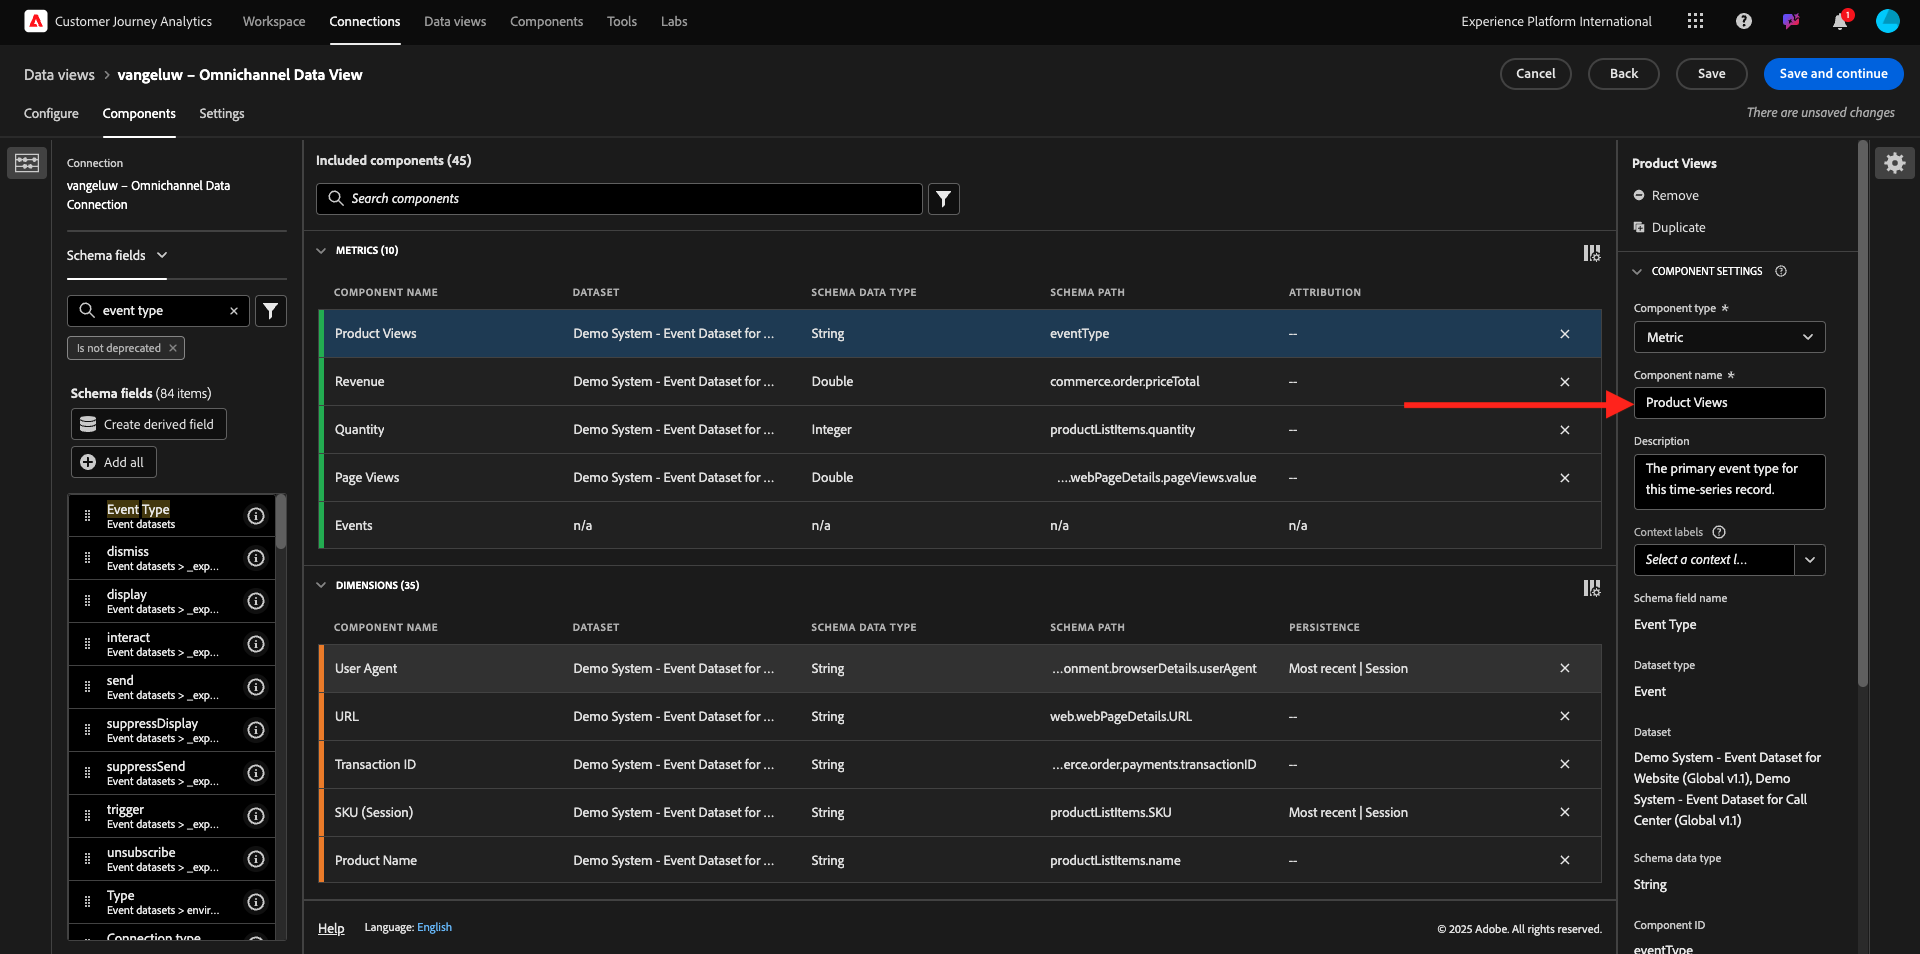 Customer Journey Analytics
Workspace
Connections
Data views
Components
Tools
Labs
Experience Platform International
1
Data views > vangeluw – Omnichannel Data View
Cancel
Back
Save
Save and continue
Configure
Components
Settings
There are unsaved changes
Connection
vangeluw – Omnichannel Data
Connection
Schema fields
event type
Is not deprecated
Schema fields (84 items)
Create derived field
Add all
Event Type
Event datasets
dismiss
Event datasets > _exp...
display
Event datasets > _exp...
interact
Event datasets > _exp...
send
Event datasets > _exp...
suppressDisplay
Event datasets > _exp...
suppressSend
Event datasets > _exp...
trigger
Event datasets > _exp...
unsubscribe
Event datasets > _exp...
Type
Event datasets > envir...
Connection type
Included components (45)
Search components
METRICS (10)
COMPONENT NAME DATASET SCHEMA DATA TYPE SCHEMA PATH ATTRIBUTION
Product Views Demo System - Event Dataset for ... String eventType --
Revenue Demo System - Event Dataset for ... Double commerce.order.priceTotal --
Quantity Demo System - Event Dataset for ... Integer productListItems.quantity --
Page Views Demo System - Event Dataset for ... Double ....webPageDetails.pageViews.value --
Events n/a n/a n/a n/a
DIMENSIONS (35)
COMPONENT NAME DATASET SCHEMA DATA TYPE SCHEMA PATH PERSISTENCE
User Agent Demo System - Event Dataset for ... String ...onment.browserDetails.userAgent Most recent | Session
URL Demo System - Event Dataset for ... String web.webPageDetails.URL --
Transaction ID Demo System - Event Dataset for ... String ...erce.order.payments.transactionID --
SKU (Session) Demo System - Event Dataset for ... String productListItems.SKU Most recent | Session
Product Name Demo System - Event Dataset for ... String productListItems.name --
Help
Language: English
© 2025 Adobe. All rights reserved.
Product Views
Remove
Duplicate
COMPONENT SETTINGS
Component type *
Metric
Component name *
Product Views
Description
The primary event type for
this time-series record.
Context labels
Select a context l...
Schema field name
Event Type
Dataset type
Event
Dataset
Demo System - Event Dataset for
Website (Global v1.1), Demo
System - Event Dataset for Call
Center (Global v1.1)
Schema data type
String
Component ID
eventType